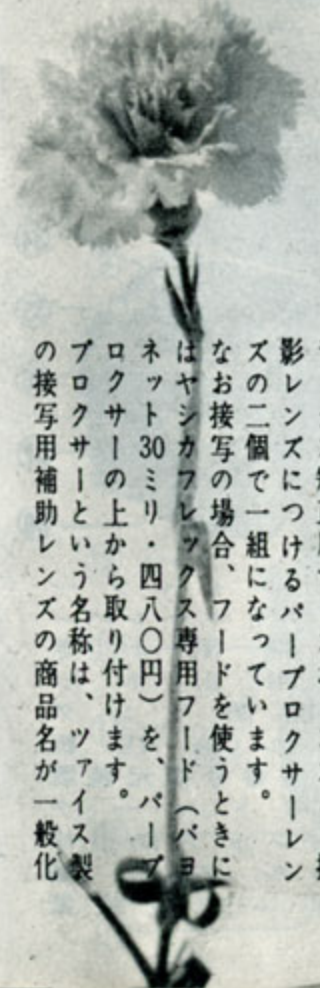 影レンズにつけるパープロクサーレン
ズの二個で一組になっています。
なお接写の場合、フードを使うときに
はヤシカフレックス専用フード（バヨ
ネット30ミリ・四八〇円）を、パープ
ロクサーの上から取り付けます。
プロクサーという名称は、ツァイス製
の接写用補助レンズの商品名が一般化